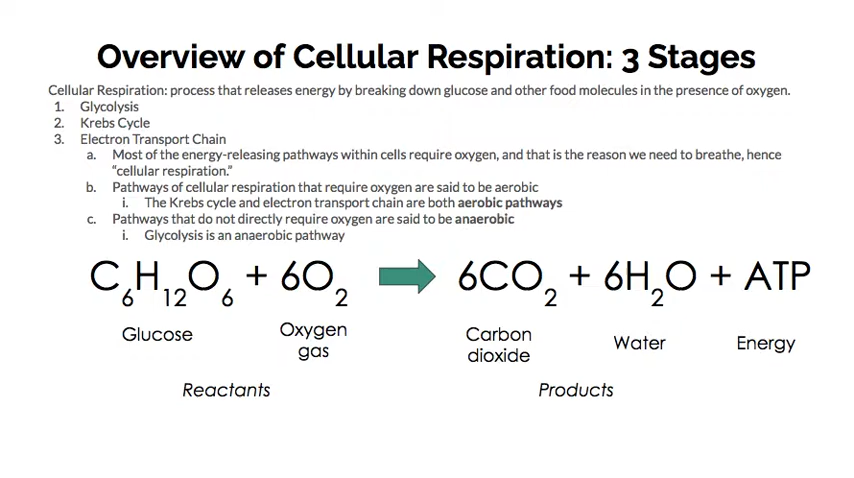 Overview of Cellular Respiration: 3 Stages
Cellular Respiration: process that releases energy by breaking down glucose and other food molecules in the presence of oxygen.
1. Glycolysis
2. Krebs Cycle
3. Electron Transport Chain
a. Most of the energy-releasing pathways within cells require oxygen, and that is the reason we need to breathe, hence
“cellular respiration.”
b. Pathways of cellular respiration that require oxygen are said to be aerobic
i. The Krebs cycle and electron transport chain are both aerobic pathways
c. Pathways that do not directly require oxygen are said to be anaerobic
i. Glycolysis is an anaerobic pathway
C6H12O6 + 6O2 6CO2 + 6H2O + ATP
Glucose Oxygen gas Carbon dioxide Water Energy
Reactants Products